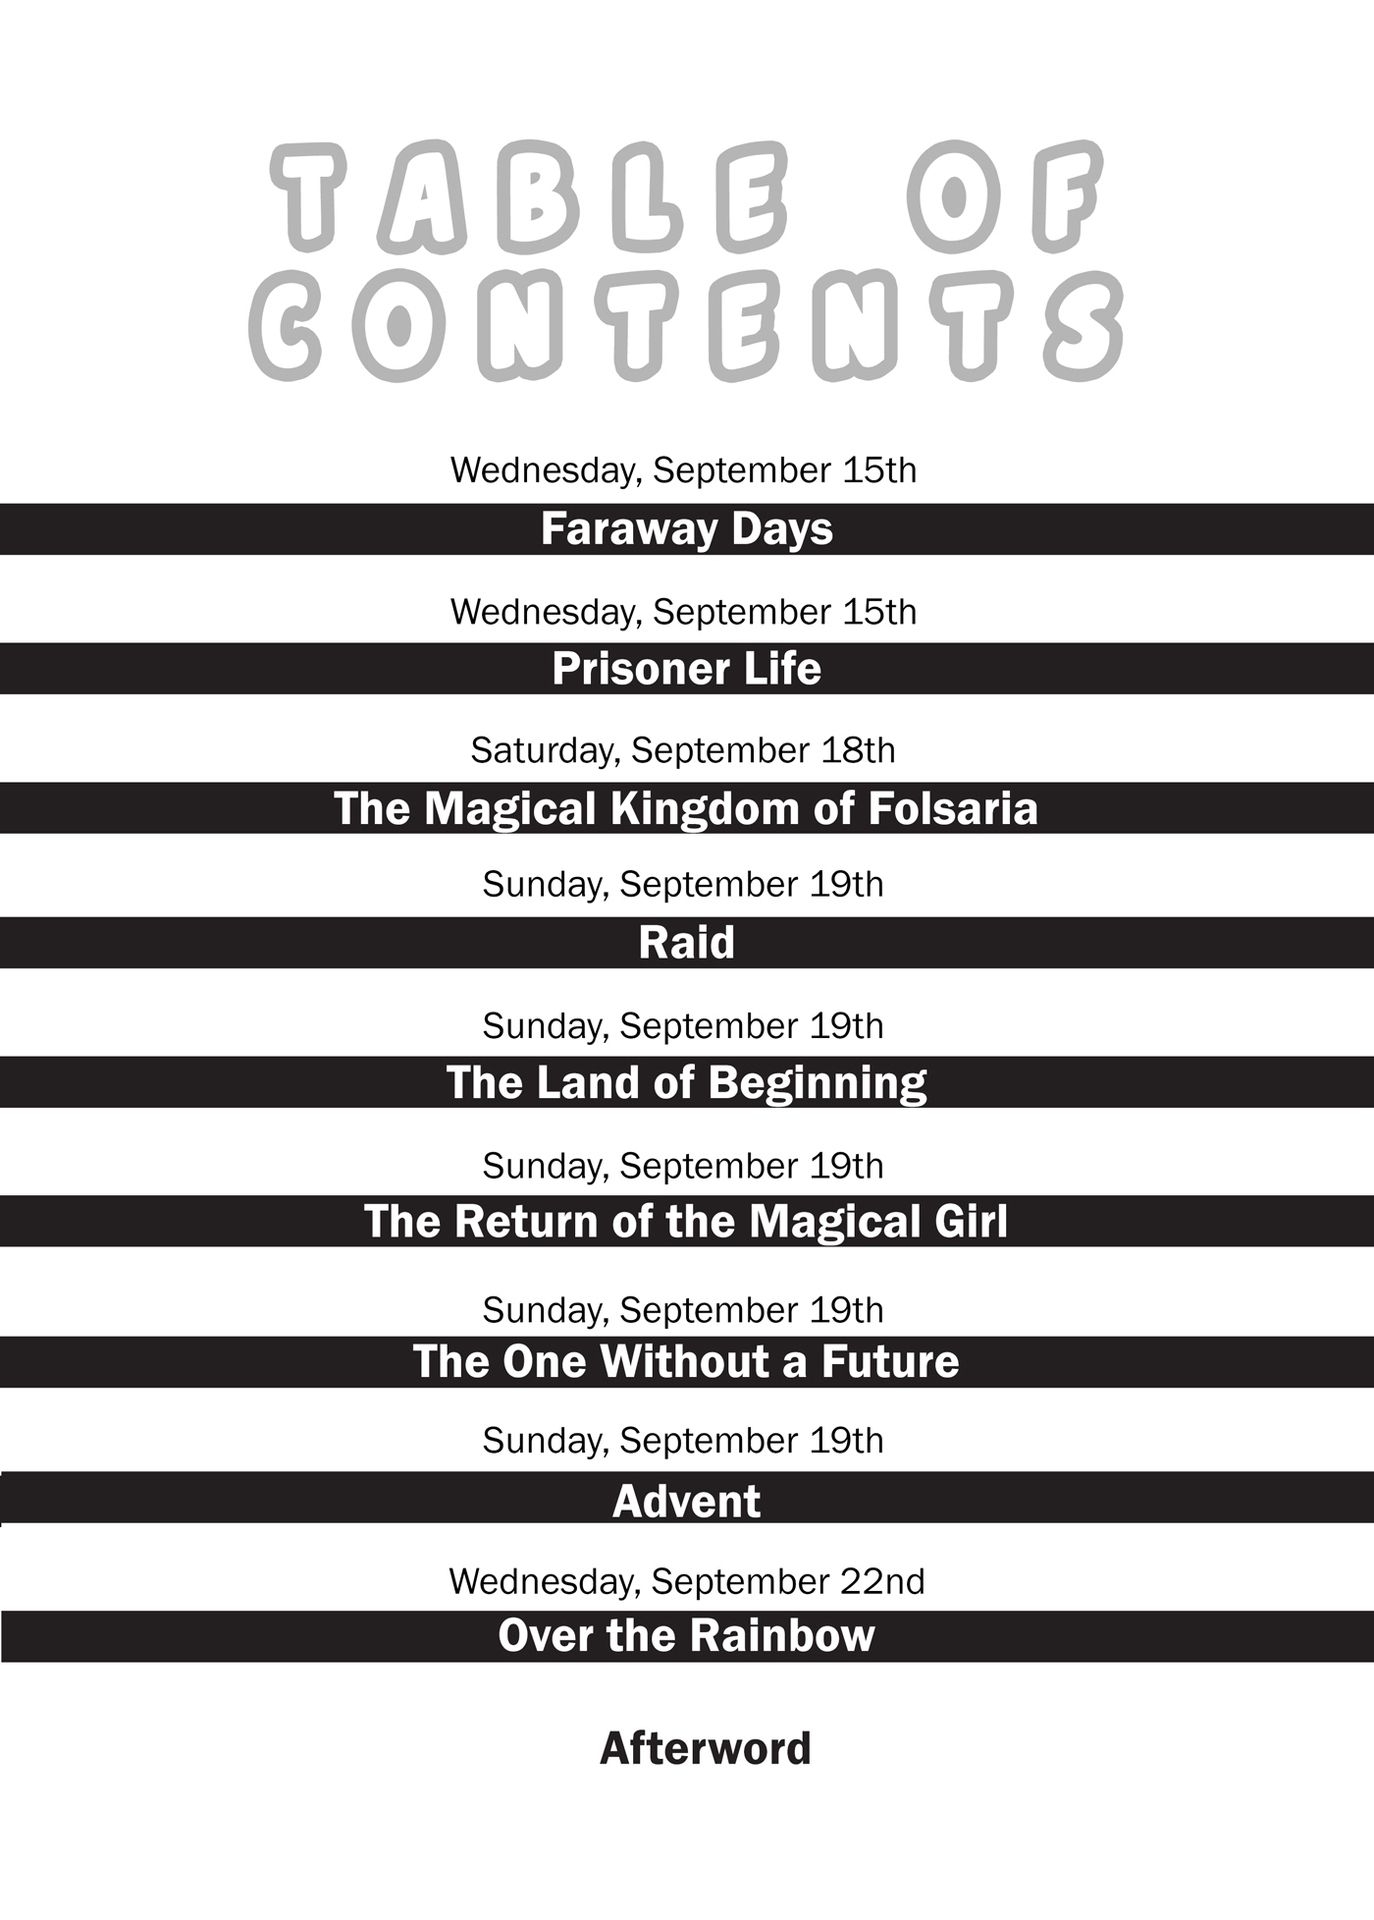 TABLE OF
CONTENTS
Wednesday, September 15th
Faraway Days
Wednesday, September 15th
Prisoner Life
Saturday, September 18th
The Magical Kingdom of Folsaria
Sunday, September 19th
Raid
Sunday, September 19th
The Land of Beginning
Sunday, September 19th
The Return of the Magical Girl
Sunday, September 19th
The One Without a Future
Sunday, September 19th
Advent
Wednesday, September 22nd
Over the Rainbow
Afterword